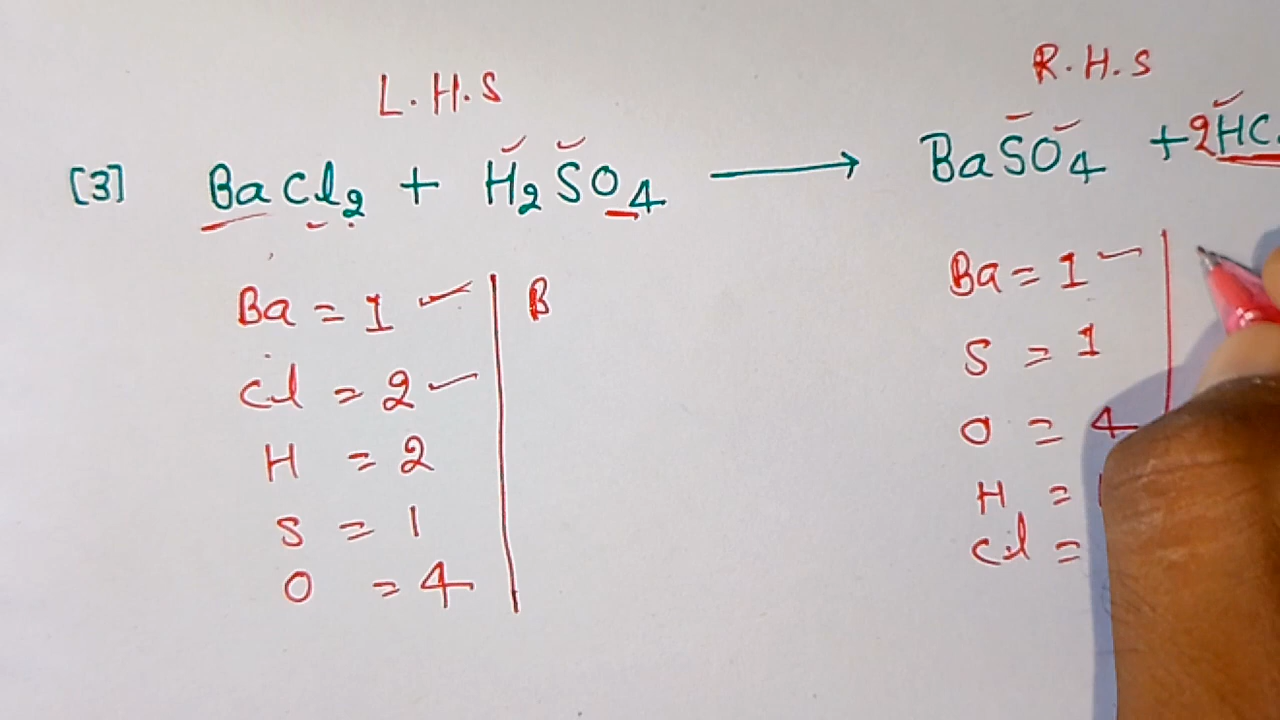 L.H.S R.H.S
[3] BaCl2 + H2SO4 → BaSO4 + 2HC
Ba = 1 B Ba = 1
Cl = 2 S = 1
H = 2 O = 4
S = 1 H =
O = 4 Cl =